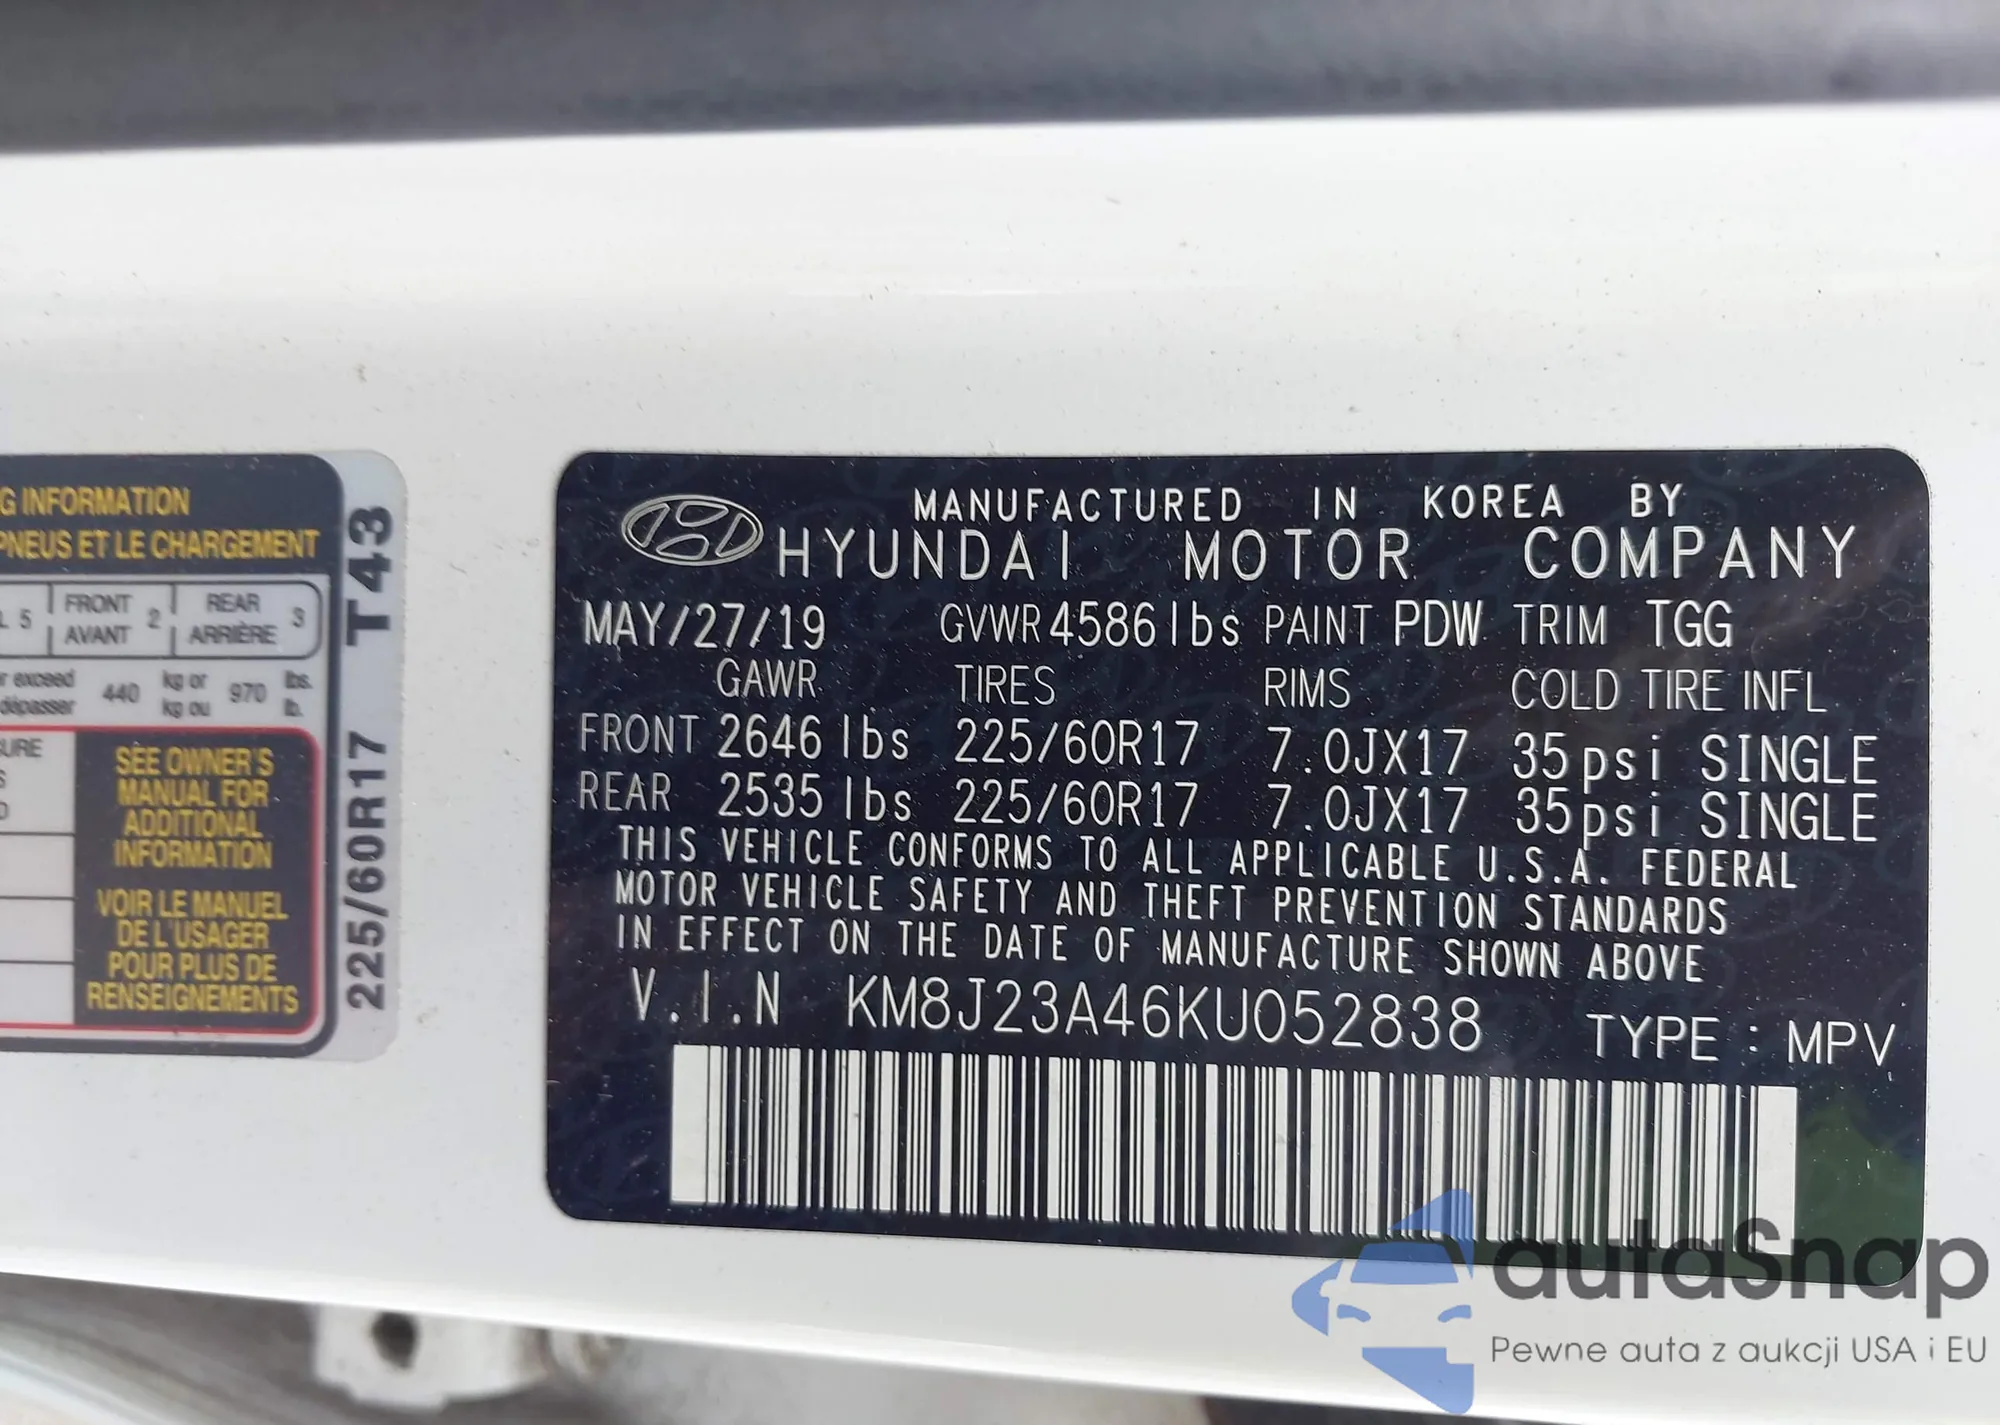 G INFORMATION
PNEUS ET LE CHARGEMENT
L 5 FRONT AVANT 2 REAR ARRIÈRE 3
r exceed
dépasser 440 kg or kg ou 970 lbs. lb.
SEE OWNER'S
MANUAL FOR
ADDITIONAL
INFORMATION
VOIR LE MANUEL
DE L'USAGER
POUR PLUS DE
RENSEIGNEMENTS
225/60R17 T43
MANUFACTURED IN KOREA BY
HYUNDAI MOTOR COMPANY
MAY/27/19 GVWR 4586lbs PAINT PDW TRIM TGG
GAWR TIRES RIMS COLD TIRE INFL
FRONT 2646 lbs 225/60R17 7.0JX17 35psi SINGLE
REAR 2535 lbs 225/60R17 7.0JX17 35psi SINGLE
THIS VEHICLE CONFORMS TO ALL APPLICABLE U.S.A. FEDERAL
MOTOR VEHICLE SAFETY AND THEFT PREVENTION STANDARDS
IN EFFECT ON THE DATE OF MANUFACTURE SHOWN ABOVE
V.I.N KM8J23A46KU052838 TYPE : MPV
autaSnap
Pewne auta z aukcji USA i EU